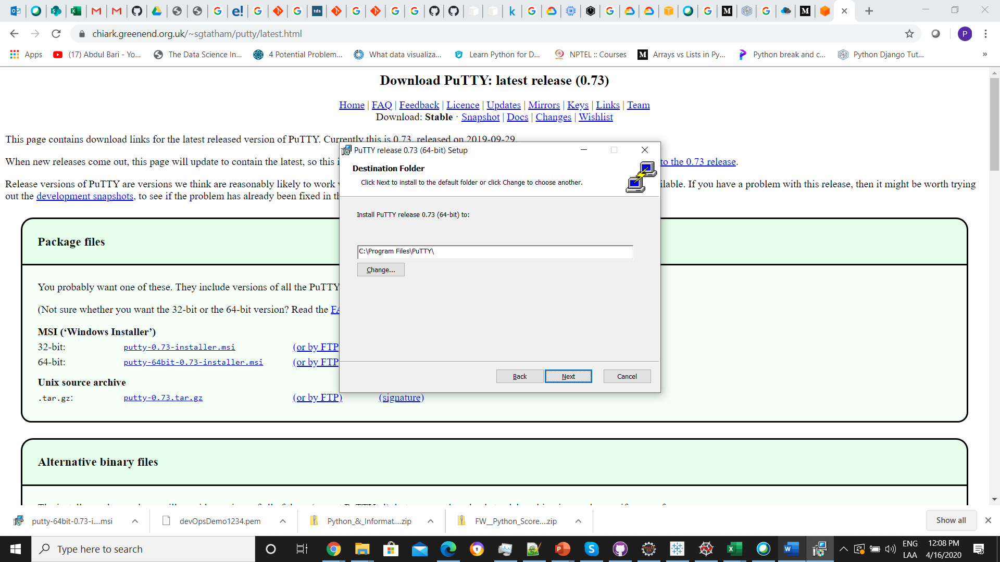 chiark.greenend.org.uk/~sgtatham/putty/latest.html
Apps (17) Abdul Bari - Yo... The Data Science In... 4 Potential Problem... What data visualiza... Learn Python for D... NPTEL :: Courses Arrays vs Lists in Py... Python break and c... Python Django Tut... »
Download PuTTY: latest release (0.73)
Home | FAQ | Feedback | Licence | Updates | Mirrors | Keys | Links | Team
Download: Stable · Snapshot | Docs | Changes | Wishlist
This page contains download links for the latest released version of PuTTY. Currently this is 0.73, released on 2019-09-29.
When new releases come out, this page will update to contain the latest, so this i
to the 0.73 release.
Release versions of PuTTY are versions we think are reasonably likely to work
ilable. If you have a problem with this release, then it might be worth trying
out the development snapshots, to see if the problem has already been fixed in th
PuTTY release 0.73 (64-bit) Setup
Destination Folder
Click Next to install to the default folder or click Change to choose another.
Install PuTTY release 0.73 (64-bit) to:
C:\Program Files\PuTTY\
Change...
Back Next Cancel
Package files
You probably want one of these. They include versions of all the PuTTY
(Not sure whether you want the 32-bit or the 64-bit version? Read the FA
MSI (‘Windows Installer’)
32-bit: putty-0.73-installer.msi (or by FTP
64-bit: putty-64bit-0.73-installer.msi (or by FTP
Unix source archive
.tar.gz: putty-0.73.tar.gz (or by FTP) (signature)
Alternative binary files
putty-64bit-0.73-i....msi devOpsDemo1234.pem Python_&_Informat....zip FW__Python_Score....zip Show all
Type here to search
ENG 12:08 PM
LAA 4/16/2020